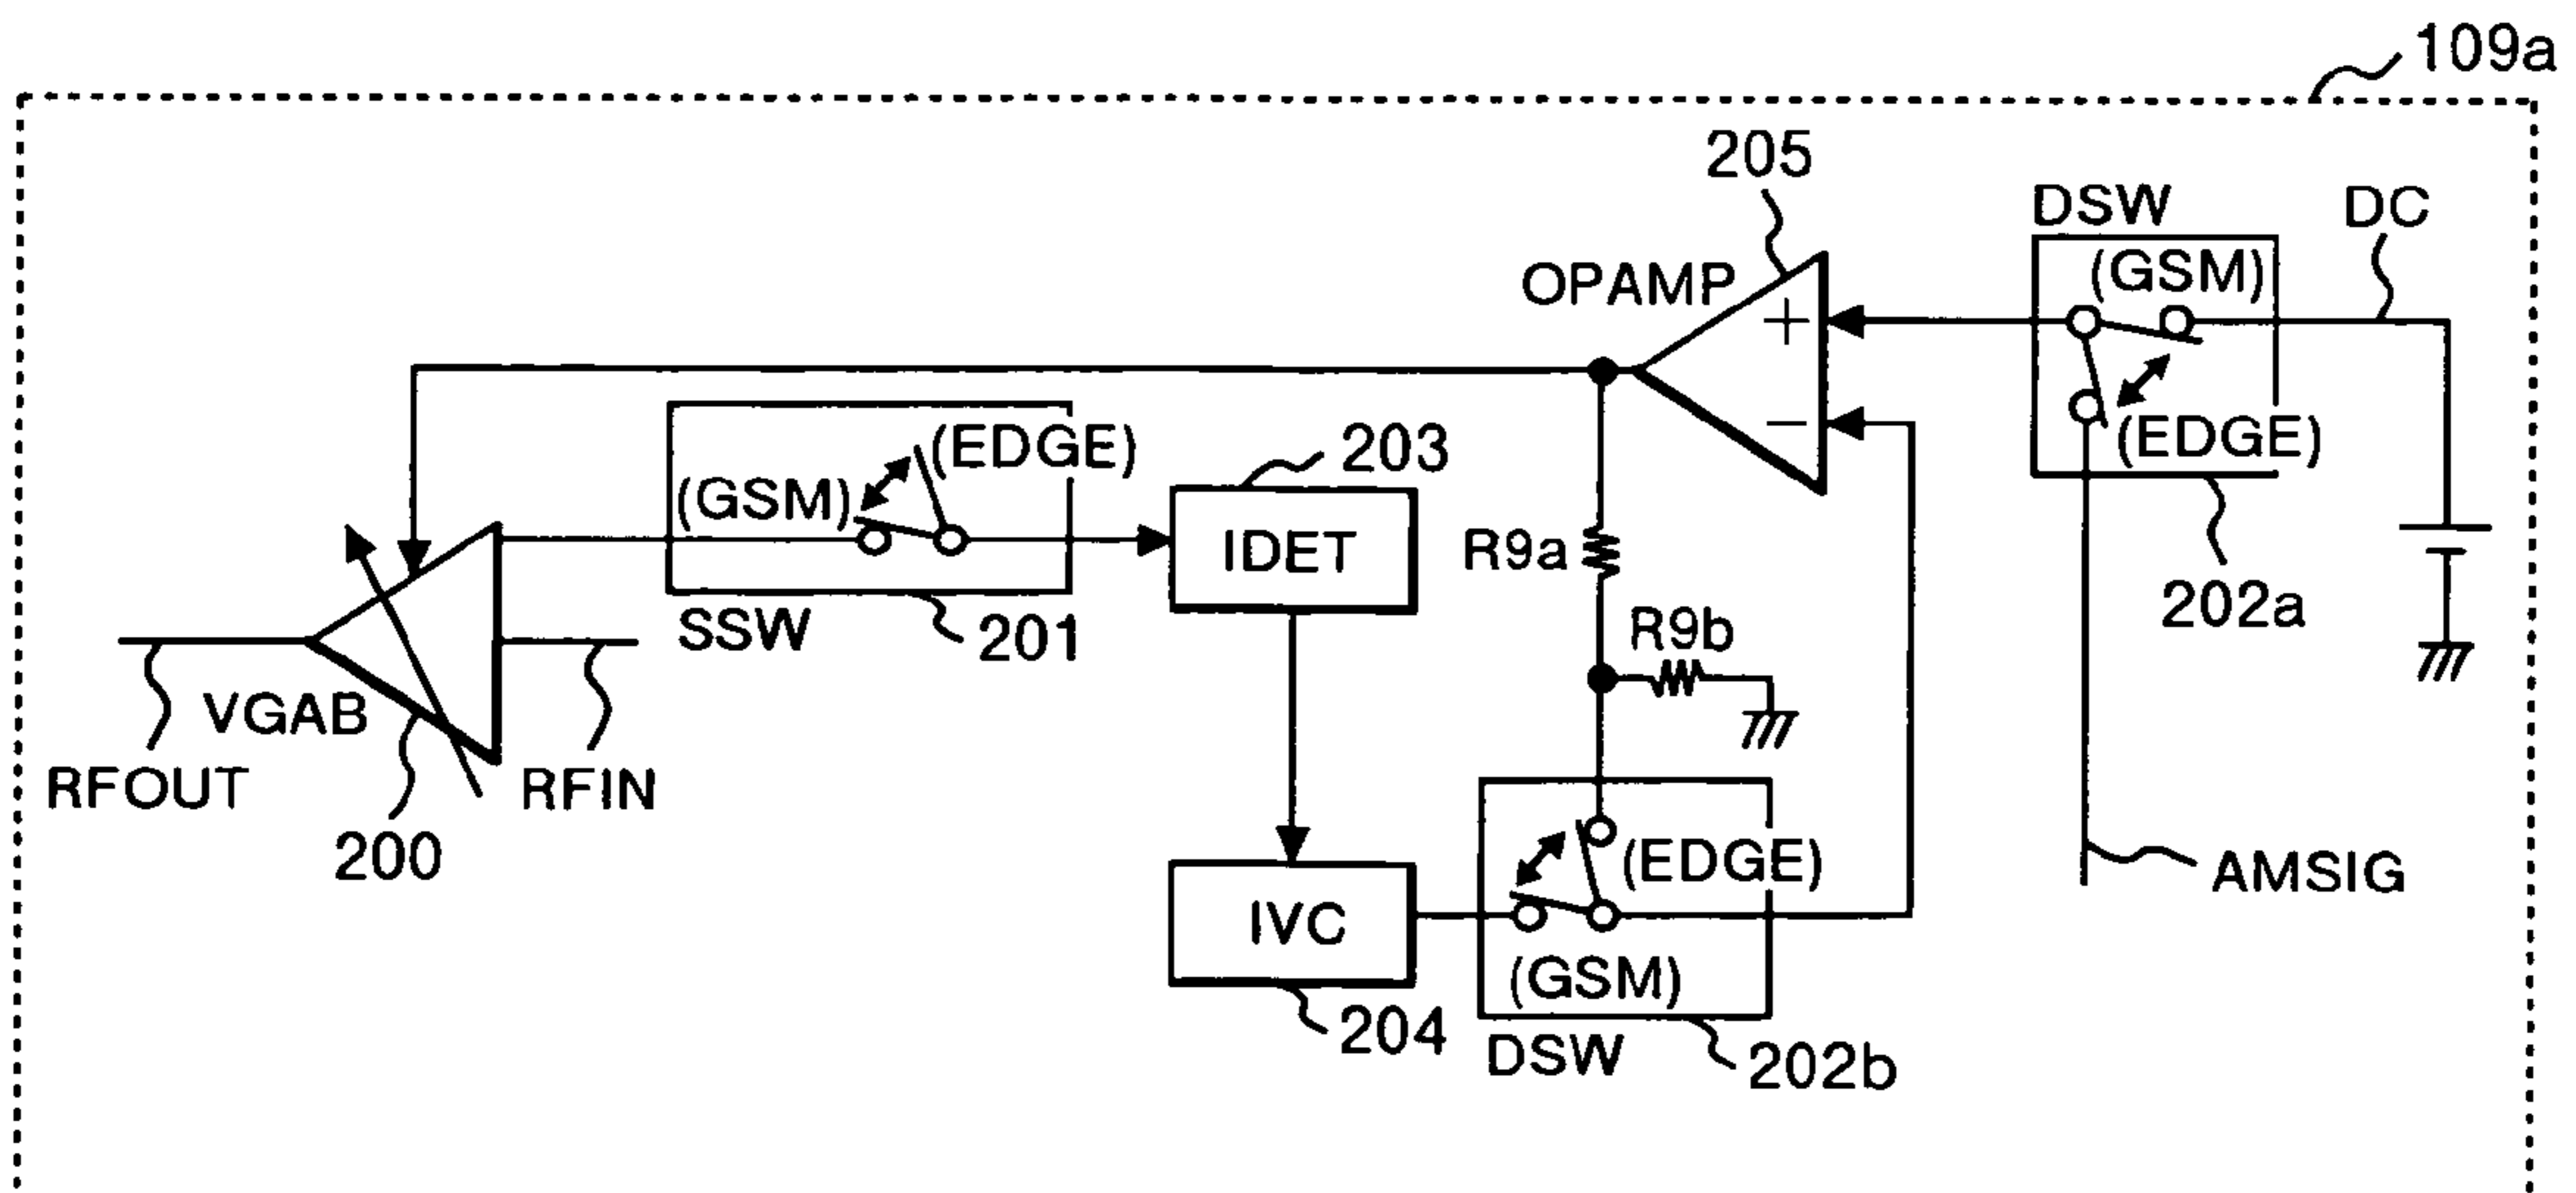 109a
205
DSW
DC
(GSM)
OPAMP
+
−
(EDGE)
203
(EDGE)
(GSM)
IDET
R9a
202a
SSW
201
R9b
VGAB
RFOUT
RFIN
200
(EDGE)
AMSIG
IVC
(GSM)
204
DSW
202b